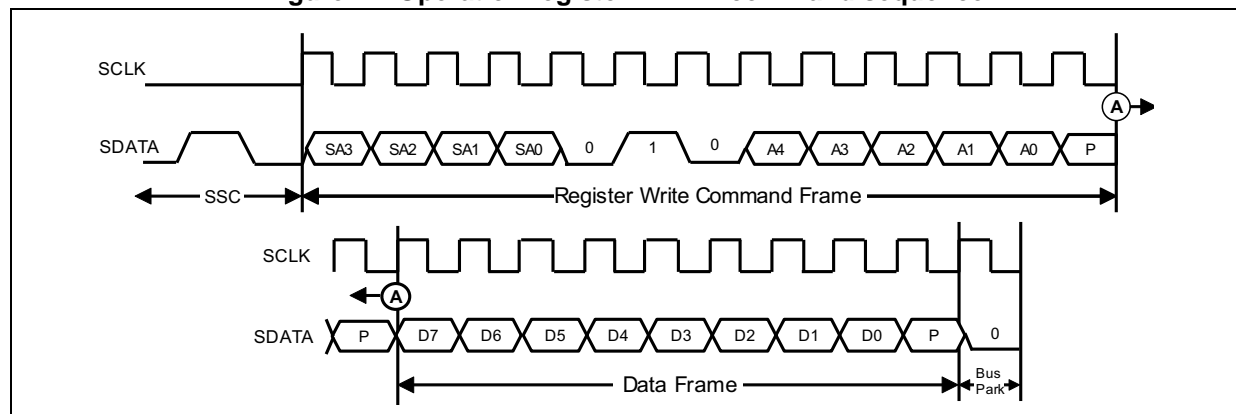 SCLK
A
SDATA SA3 SA2 SA1 SA0 0 1 0 A4 A3 A2 A1 A0 P
SSC Register Write Command Frame
SCLK
A
SDATA P D7 D6 D5 D4 D3 D2 D1 D0 P 0
Data Frame Bus
Park